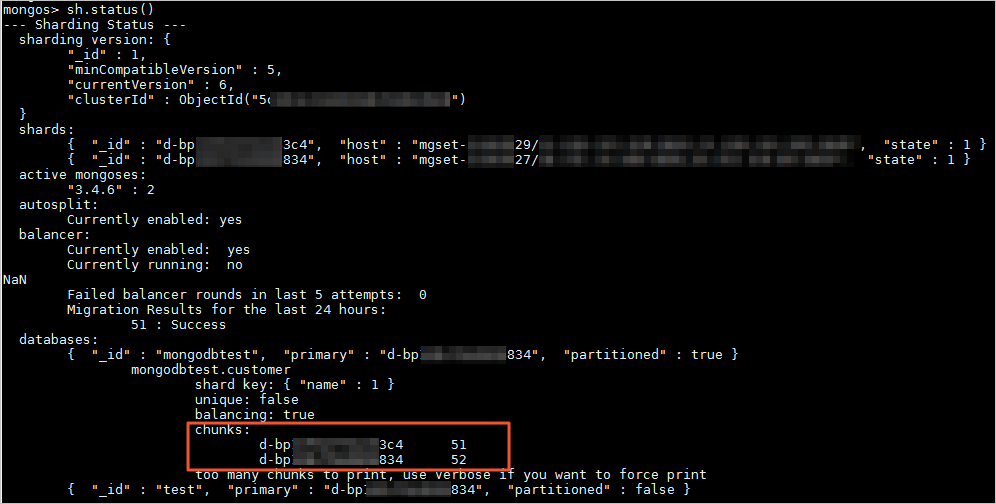 mongos> sh.status()
--- Sharding Status ---
sharding version: {
"_id" : 1,
"minCompatibleVersion" : 5,
"currentVersion" : 6,
"clusterId" : ObjectId("5 ")
}
shards:
{ "_id" : "d-bp 3c4", "host" : "mgset- 29/ , "state" : 1 }
{ "_id" : "d-bp 834", "host" : "mgset- 27/ "state" : 1 }
active mongoses:
"3.4.6" : 2
autosplit:
Currently enabled: yes
balancer:
Currently enabled: yes
Currently running: no
NaN
Failed balancer rounds in last 5 attempts: 0
Migration Results for the last 24 hours:
51 : Success
databases:
{ "_id" : "mongodbtest", "primary" : "d-bp 834", "partitioned" : true }
mongodbtest.customer
shard key: { "name" : 1 }
unique: false
balancing: true
chunks:
d-bp 3c4 51
d-bp 834 52
too many chunks to print, use verbose if you want to force print
{ "_id" : "test", "primary" : "d-bp 834", "partitioned" : false }